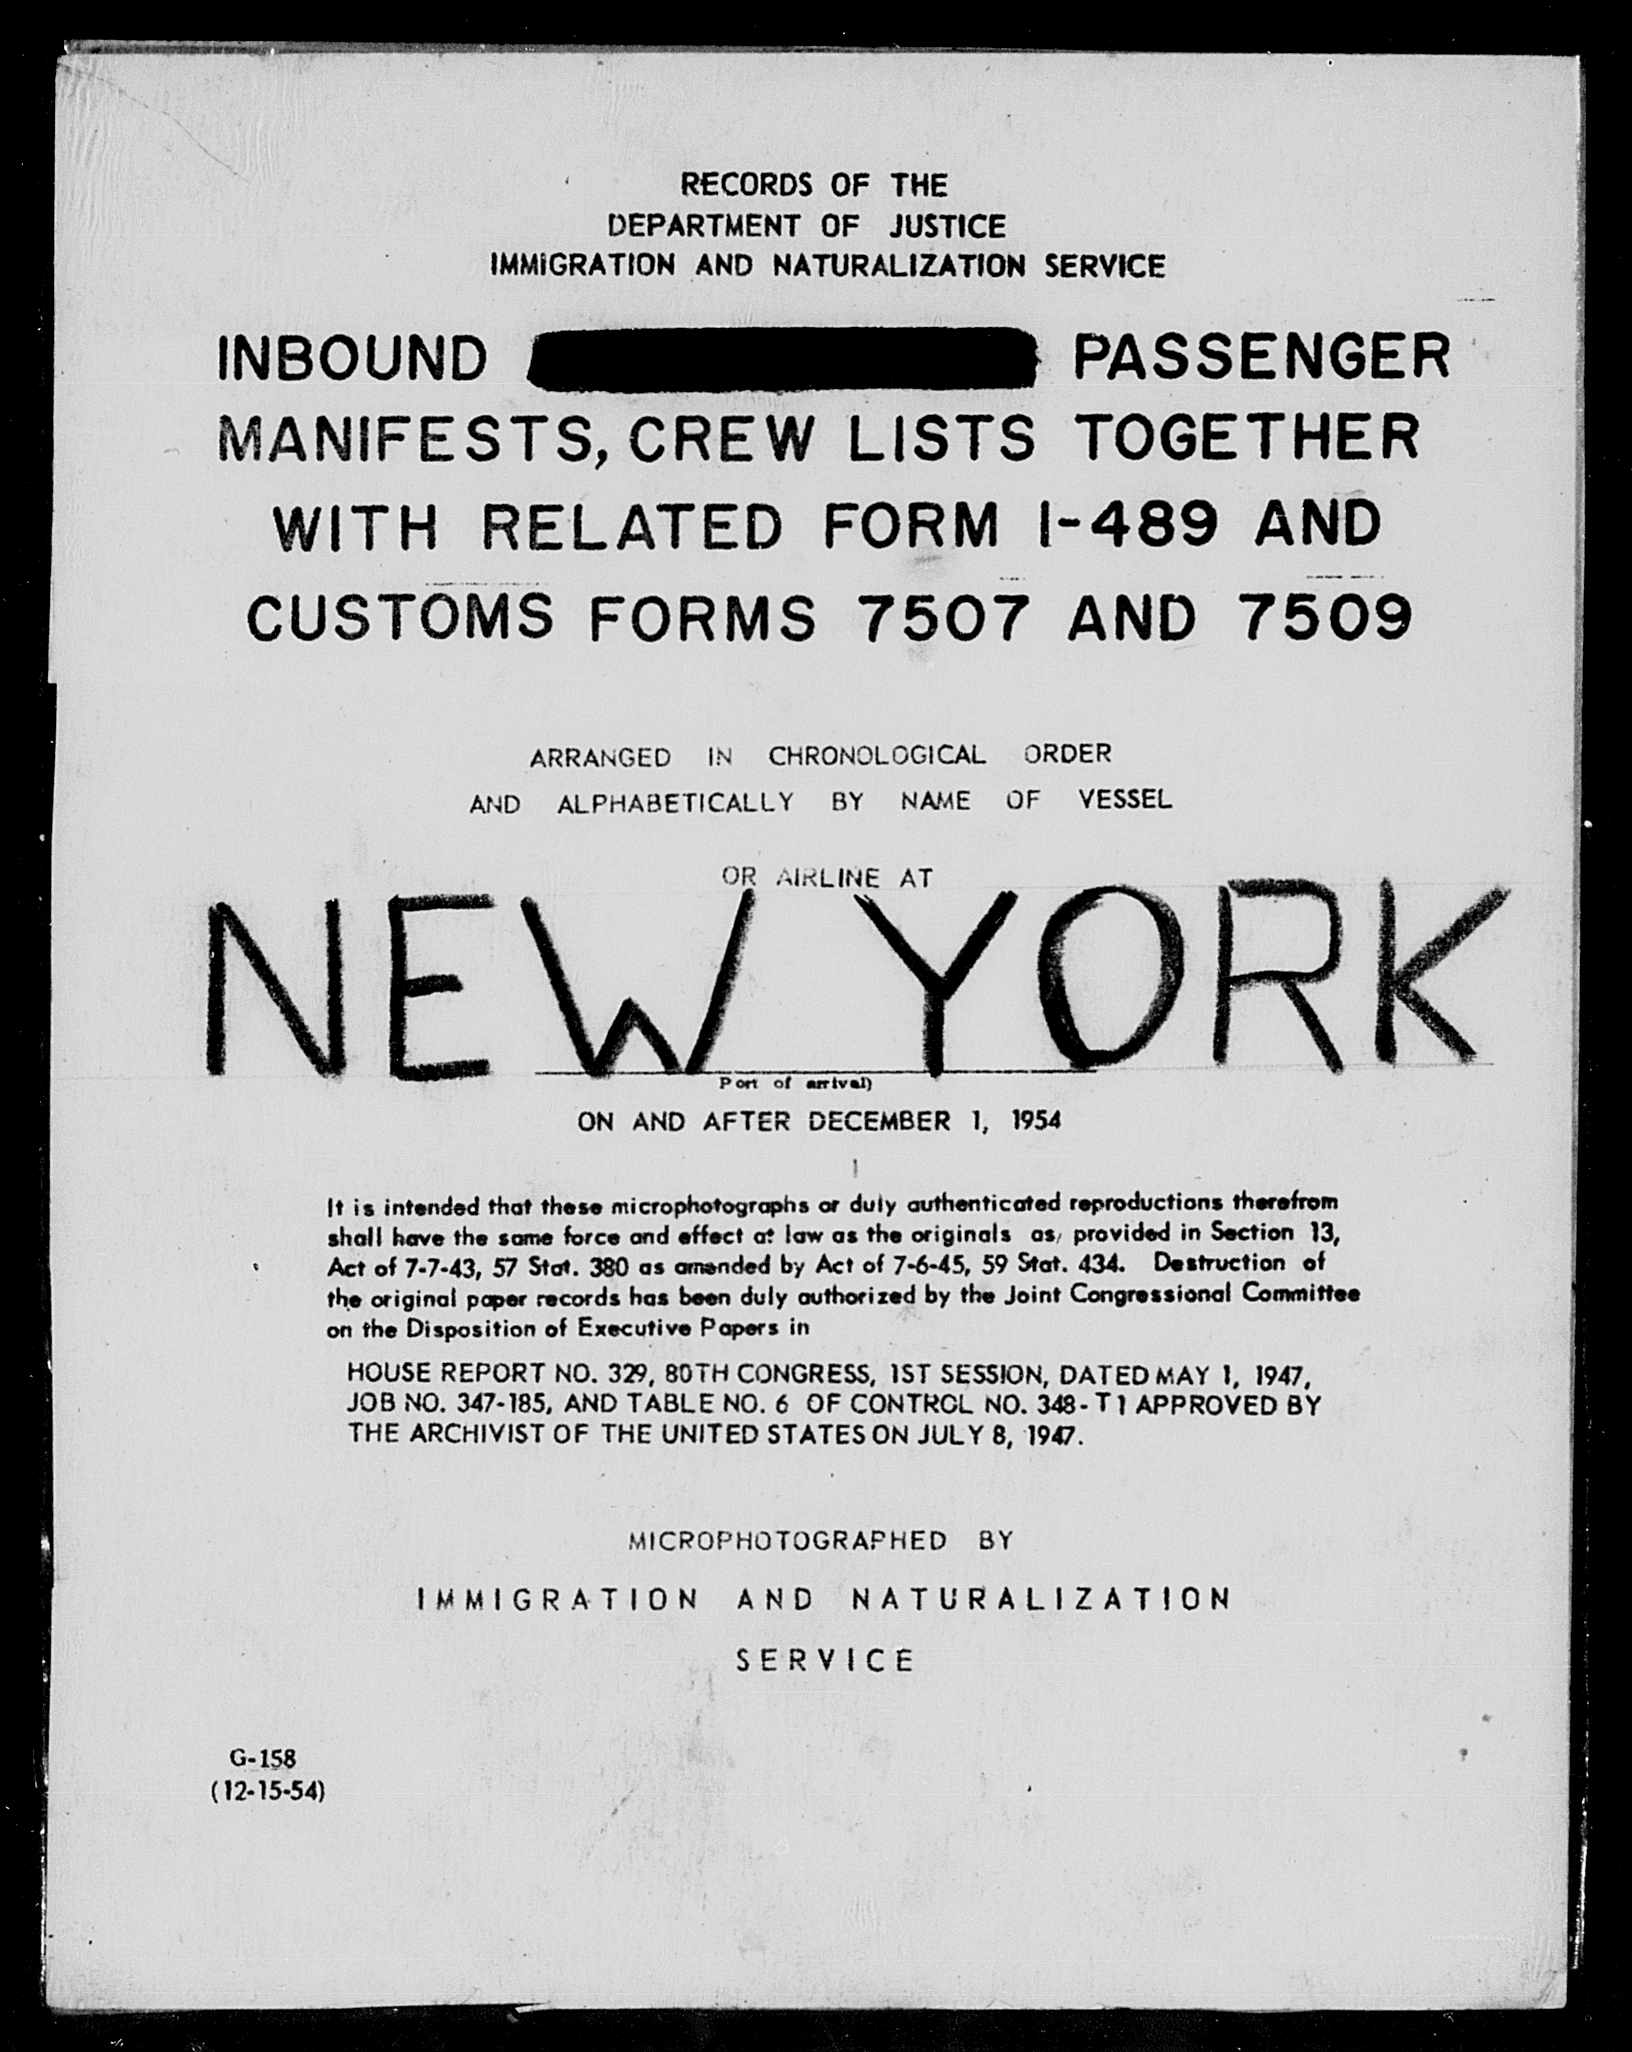 RECORDS OF THE
DEPARTMENT OF JUSTICE
IMMIGRATION AND NATURALIZATION SERVICE
INBOUND PASSENGER
MANIFESTS, CREW LISTS TOGETHER
WITH RELATED FORM I-489 AND
CUSTOMS FORMS 7507 AND 7509
ARRANGED IN CHRONOLOGICAL ORDER
AND ALPHABETICALLY BY NAME OF VESSEL
OR AIRLINE AT
NEW YORK
Port of arrival)
ON AND AFTER DECEMBER 1, 1954
It is intended that these microphotographs or duly authenticated reproductions therefrom
shall have the same force and effect at law as the originals as, provided in Section 13,
Act of 7-7-43, 57 Stat. 380 as amended by Act of 7-6-45, 59 Stat. 434. Destruction of
the original paper records has been duly authorized by the Joint Congressional Committee
on the Disposition of Executive Papers in
HOUSE REPORT NO. 329, 80TH CONGRESS, 1ST SESSION, DATED MAY 1, 1947,
JOB NO. 347-185, AND TABLE NO. 6 OF CONTROL NO. 348-T1 APPROVED BY
THE ARCHIVIST OF THE UNITED STATES ON JULY 8, 1947.
MICROPHOTOGRAPHED BY
IMMIGRATION AND NATURALIZATION
SERVICE
G-158
(12-15-54)